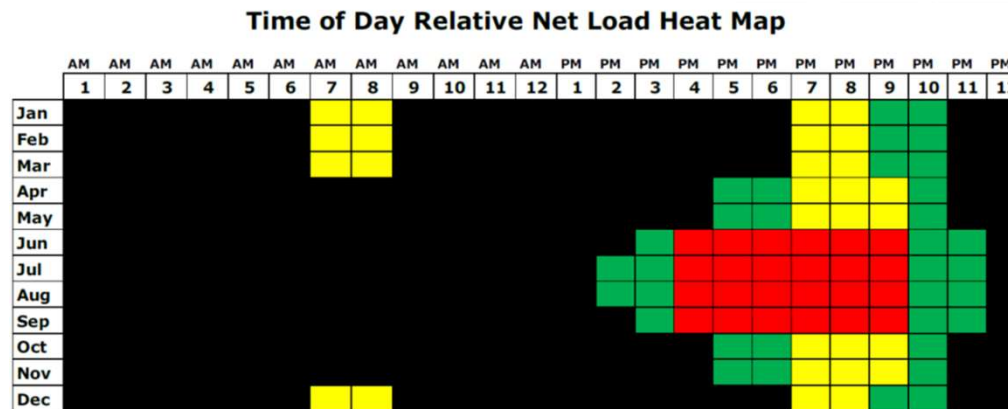 Time of Day Relative Net Load Heat Map
AM AM AM AM AM AM AM AM AM AM AM AM PM PM PM PM PM PM PM PM PM PM PM
1 2 3 4 5 6 7 8 9 10 11 12 1 2 3 4 5 6 7 8 9 10 11
Jan
Feb
Mar
Apr
May
Jun
Jul
Aug
Sep
Oct
Nov
Dec